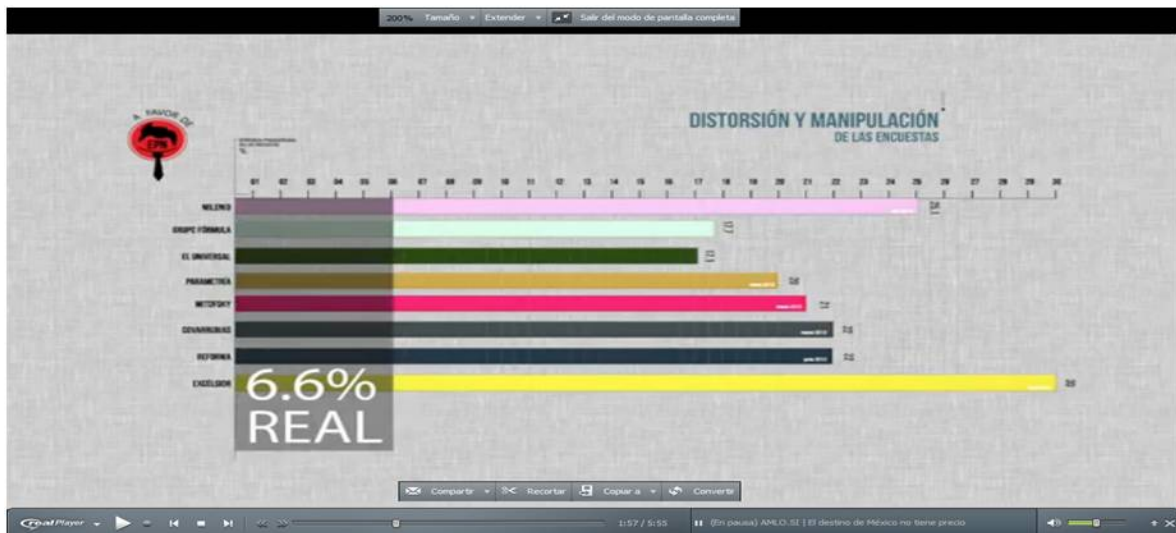 200% Tamaño Extender Salir del modo de pantalla completa
A FAVOR DE
EPN
DISTORSIÓN Y MANIPULACIÓN
DE LAS ENCUESTAS
%
01 02 03 04 05 06 07 08 09 10 11 12 13 14 15 16 17 18 19 20 21 22 23 24 25 26 27 28 29 30
MILENIO
GRUPO FÓRMULA 17.7
EL UNIVERSAL 17.1
PARAMETRÍA
MITOFSKY
COVARRUBIAS
REFORMA
EXCÉLSIOR
6.6%
REAL
Compartir Recortar Copiar a Convertir
realPlayer 1:57 / 5:55 (En pausa) AMLO.SI | El destino de México no tiene precio